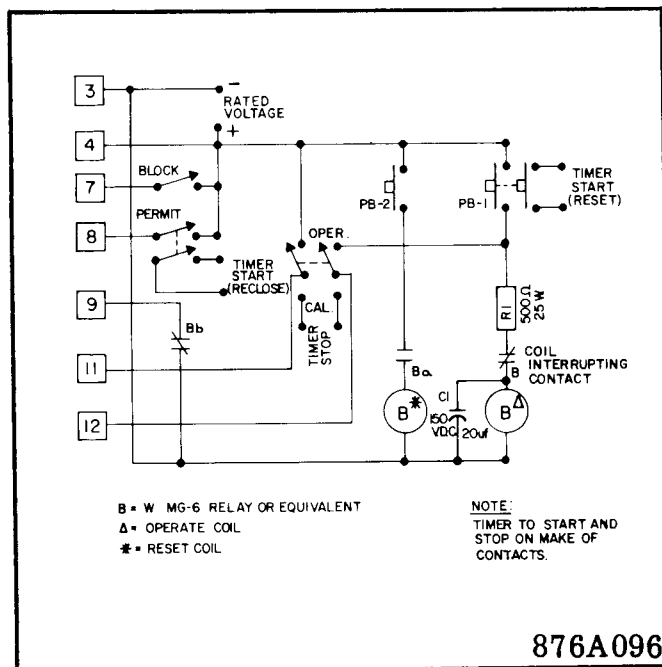 3
-
RATED
VOLTAGE
+
4
BLOCK
7
PERMIT
8
TIMER
START
(RECLOSE)
OPER.
PB-2
PB-1
TIMER
START
(RESET)
9
Bb
CAL.
TIMER
STOP
11
12
R1
500Ω
25 W
COIL
INTERRUPTING
CONTACT
B
Ba
B*
C1
150
VDC
20uf
BΔ
B = W MG-6 RELAY OR EQUIVALENT
Δ = OPERATE COIL
* = RESET COIL
NOTE:
TIMER TO START AND
STOP ON MAKE OF
CONTACTS.
876A096